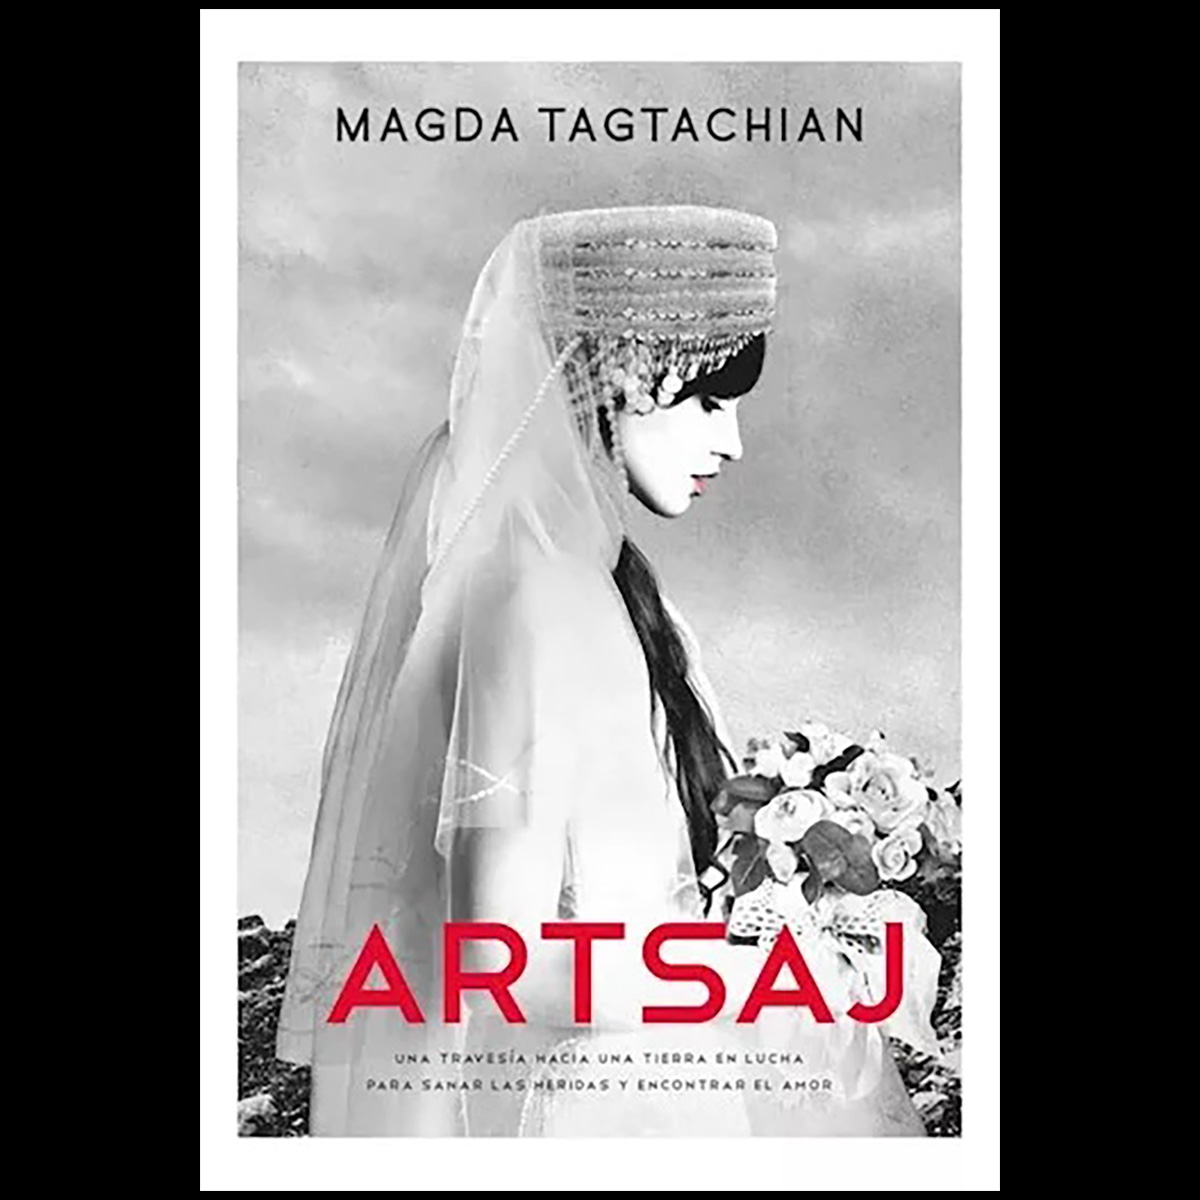 MAGDA TAGTACHIAN
ARTSAJ
UNA TRAVESÍA HACIA UNA TIERRA EN LUCHA
PARA SANAR LAS HERIDAS Y ENCONTRAR EL AMOR